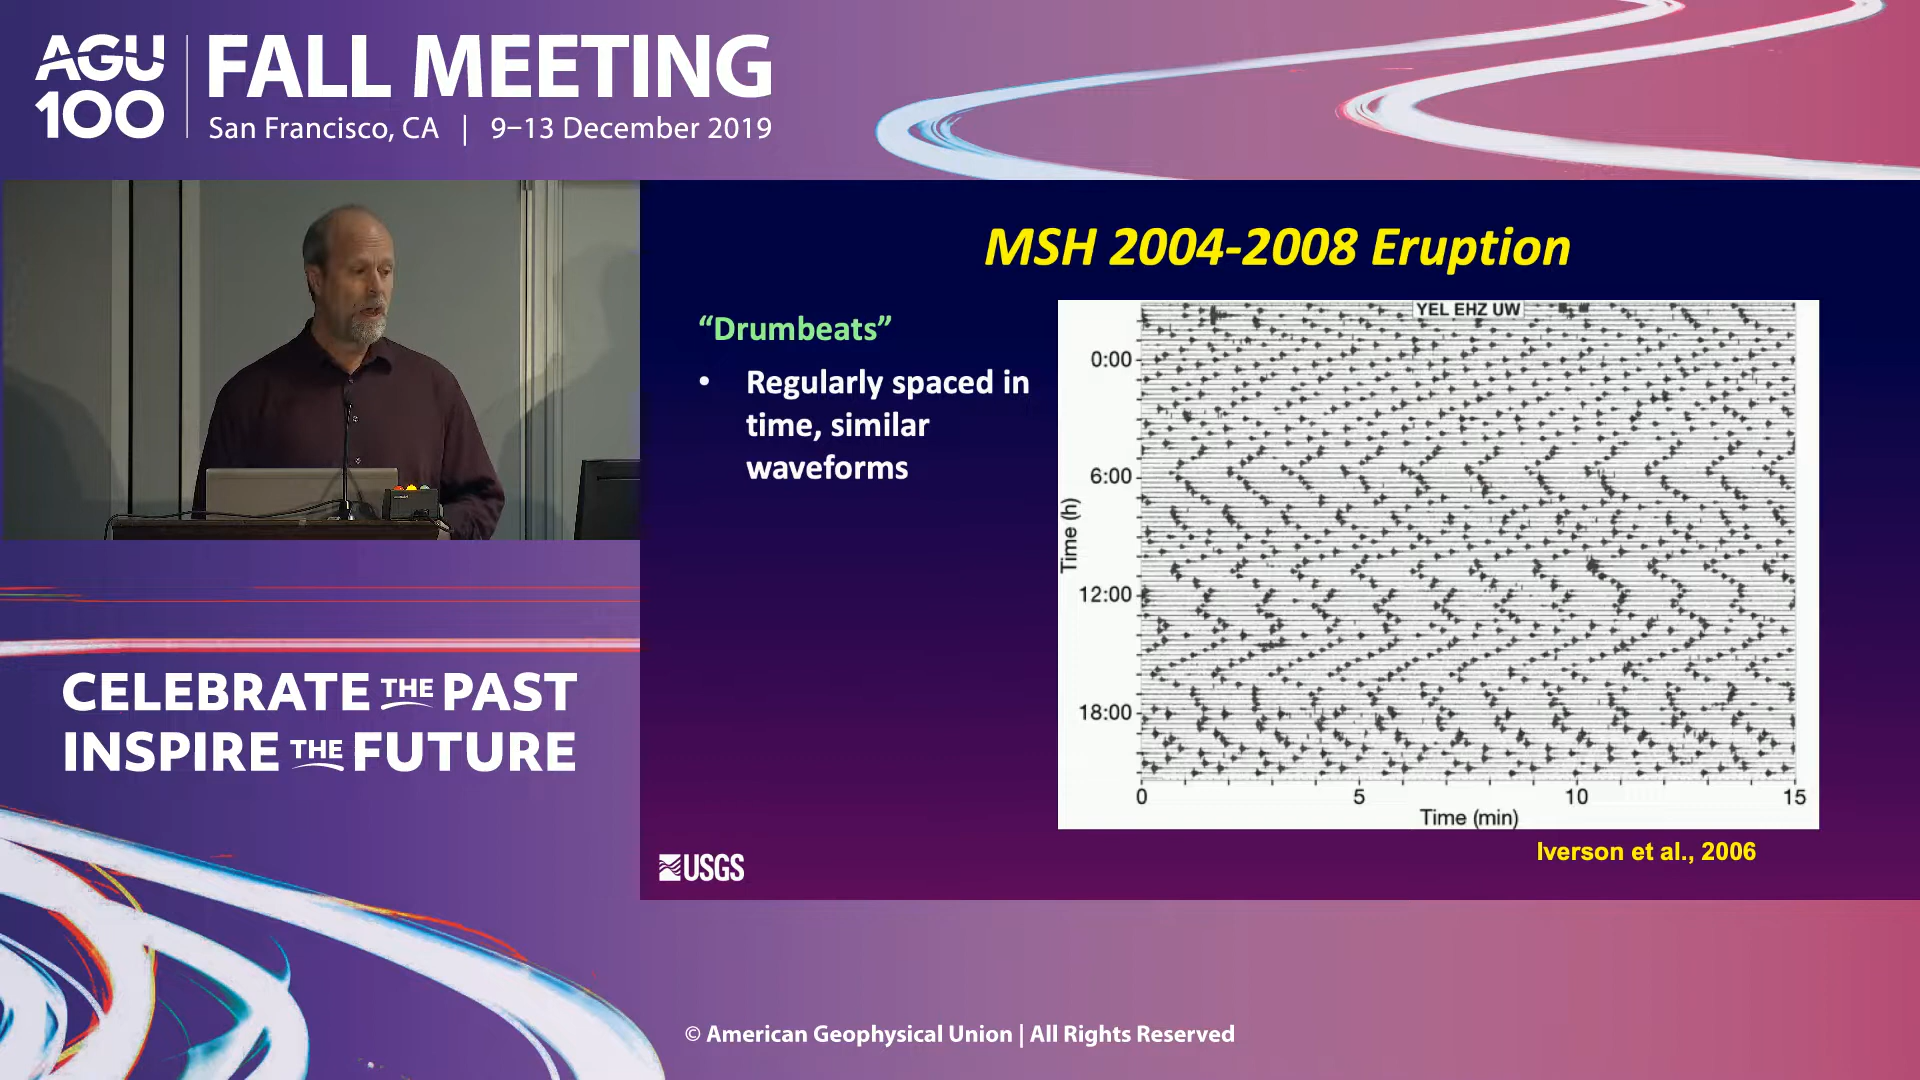 AGU
100
FALL MEETING
San Francisco, CA | 9–13 December 2019
MSH 2004-2008 Eruption
“Drumbeats”
• Regularly spaced in
time, similar
waveforms
YEL EHZ UW
0:00
6:00
12:00
18:00
Time (h)
0 5 10 15
Time (min)
Iverson et al., 2006
USGS
CELEBRATE THE PAST
INSPIRE THE FUTURE
© American Geophysical Union | All Rights Reserved